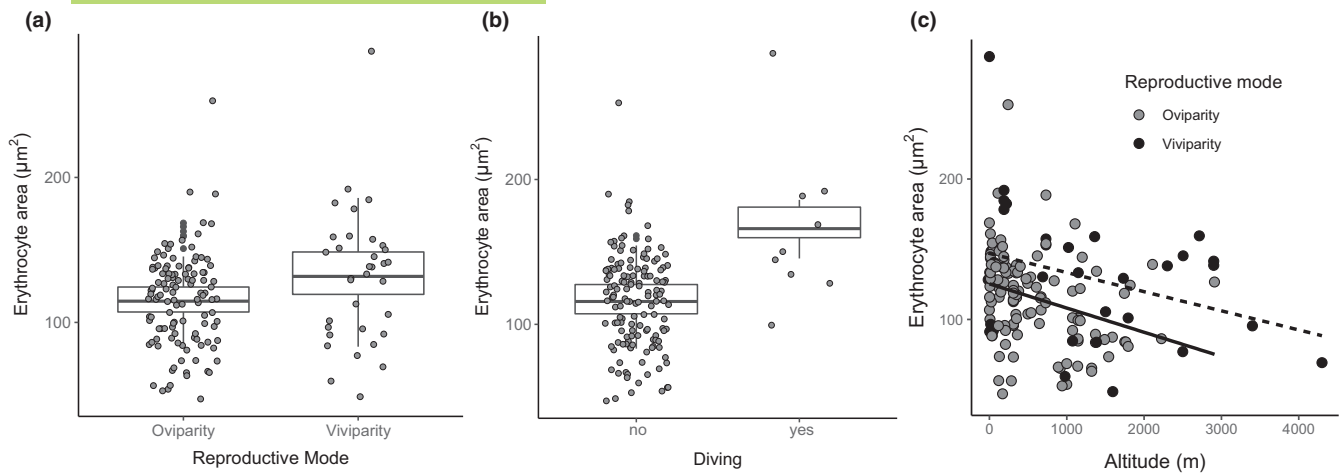 (a)
Erythrocyte area (µm²)
200
100
Oviparity Viviparity
Reproductive Mode
(b)
Erythrocyte area (µm²)
200
100
no yes
Diving
(c)
Erythrocyte area (µm²)
200
100
Reproductive mode
Oviparity
Viviparity
0 1000 2000 3000 4000
Altitude (m)